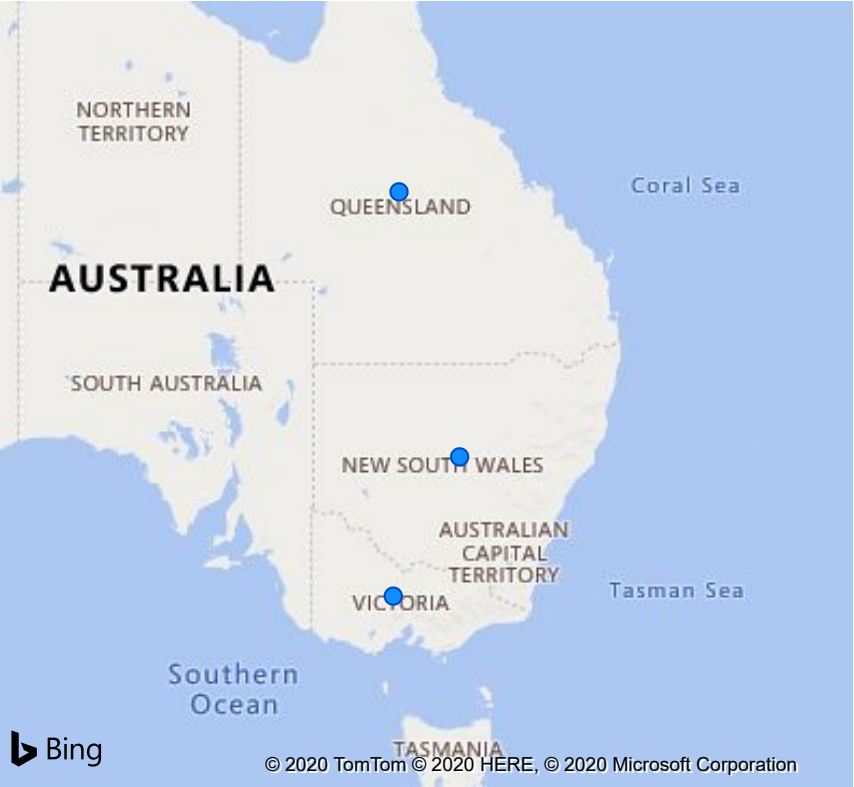 NORTHERN
TERRITORY
Coral Sea
QUEENSLAND
AUSTRALIA
SOUTH AUSTRALIA
NEW SOUTH WALES
AUSTRALIAN
CAPITAL
TERRITORY
Tasman Sea
VICTORIA
Southern
Ocean
TASMANIA
Bing
© 2020 TomTom © 2020 HERE, © 2020 Microsoft Corporation